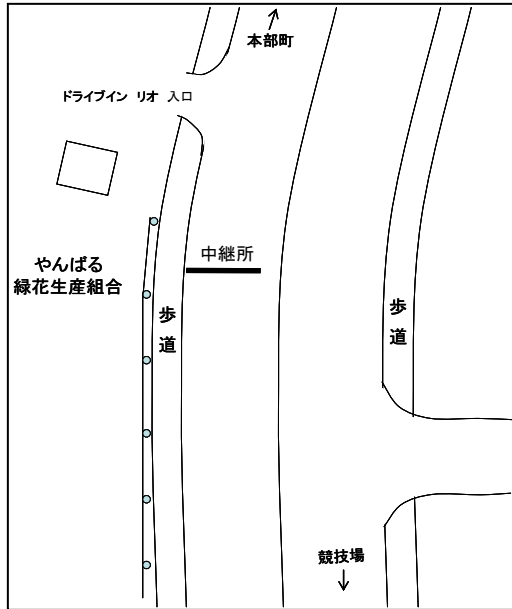 ↑
本部町
ドライブイン リオ 入口
中継所
やんばる
緑花生産組合
歩
道
歩
道
競技場
↓